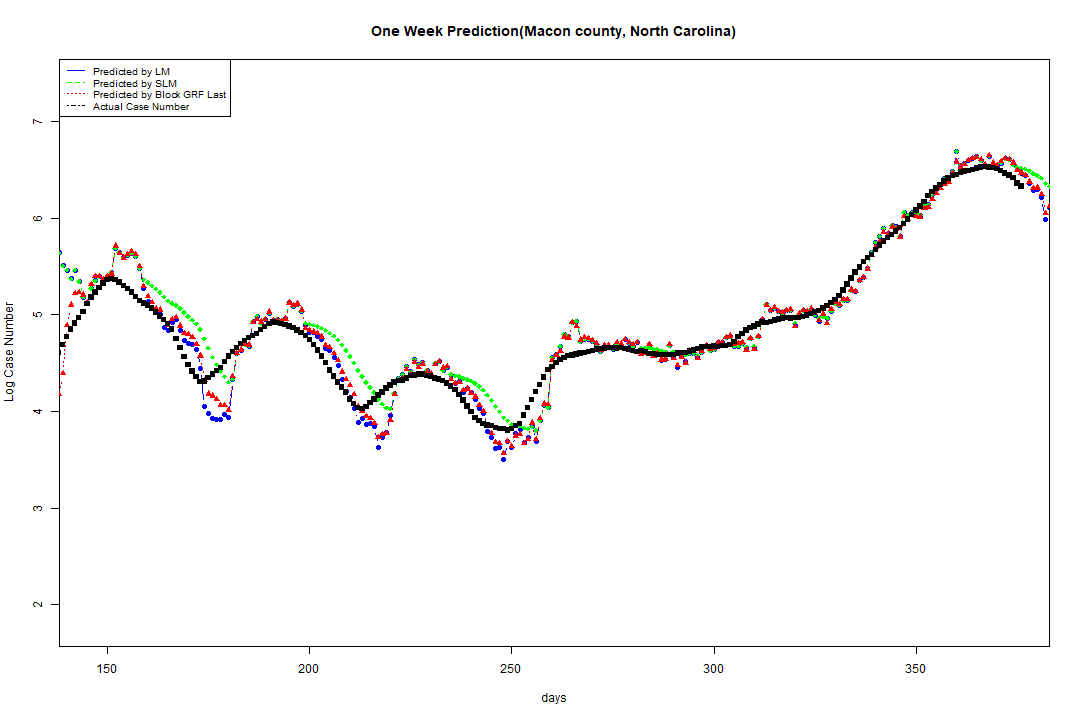 One Week Prediction(Macon county, North Carolina)
Predicted by LM
Predicted by SLM
Predicted by Block GRF Last
Actual Case Number
7
6
5
4
3
2
Log Case Number
150 200 250 300 350
days